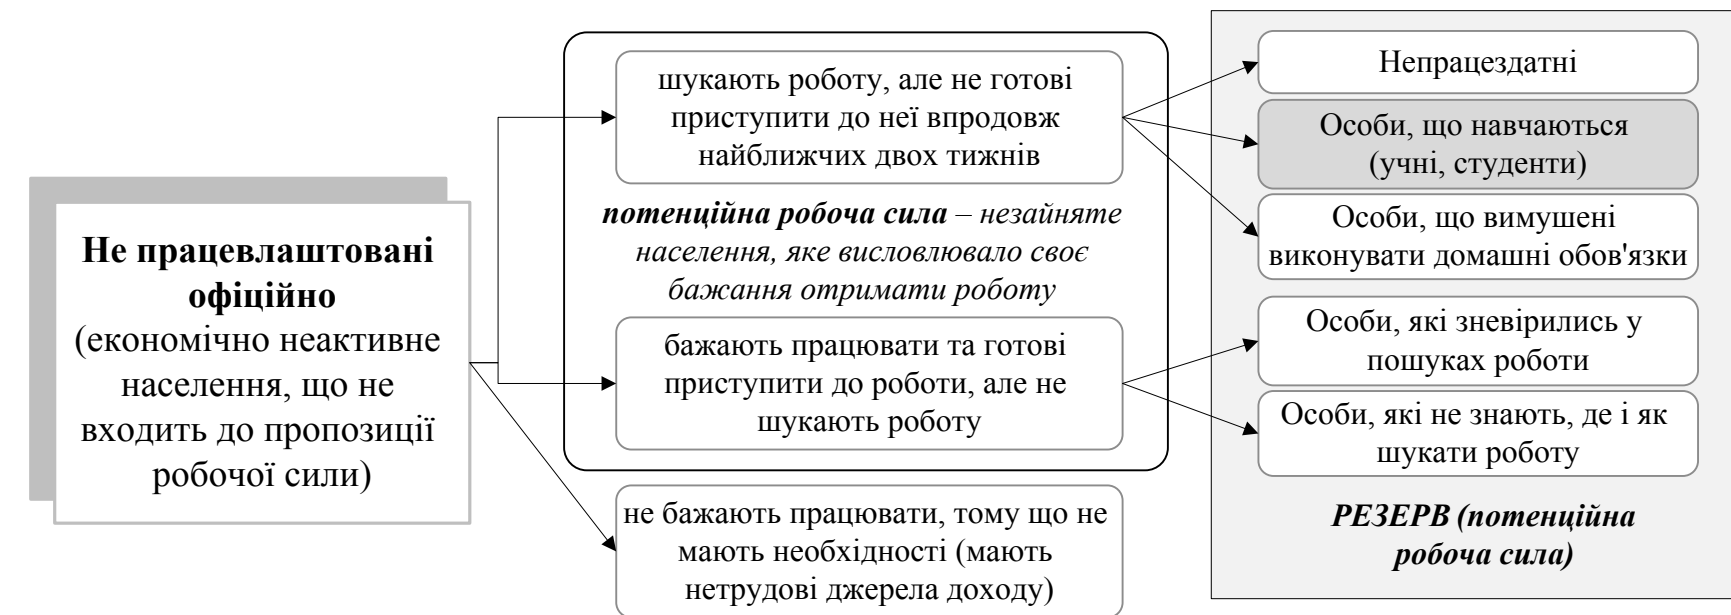 Не працевлаштовані
офіційно
(економічно неактивне
населення, що не
входить до пропозиції
робочої сили)
шукають роботу, але не готові
приступити до неї впродовж
найближчих двох тижнів
потенційна робоча сила – незайняте
населення, яке висловлювало своє
бажання отримати роботу
бажають працювати та готові
приступити до роботи, але не
шукають роботу
не бажають працювати, тому що не
мають необхідності (мають
нетрудові джерела доходу)
Непрацездатні
Особи, що навчаються
(учні, студенти)
Особи, що вимушені
виконувати домашні обов'язки
Особи, які зневірились у
пошуках роботи
Особи, які не знають, де і як
шукати роботу
РЕЗЕРВ (потенційна
робоча сила)